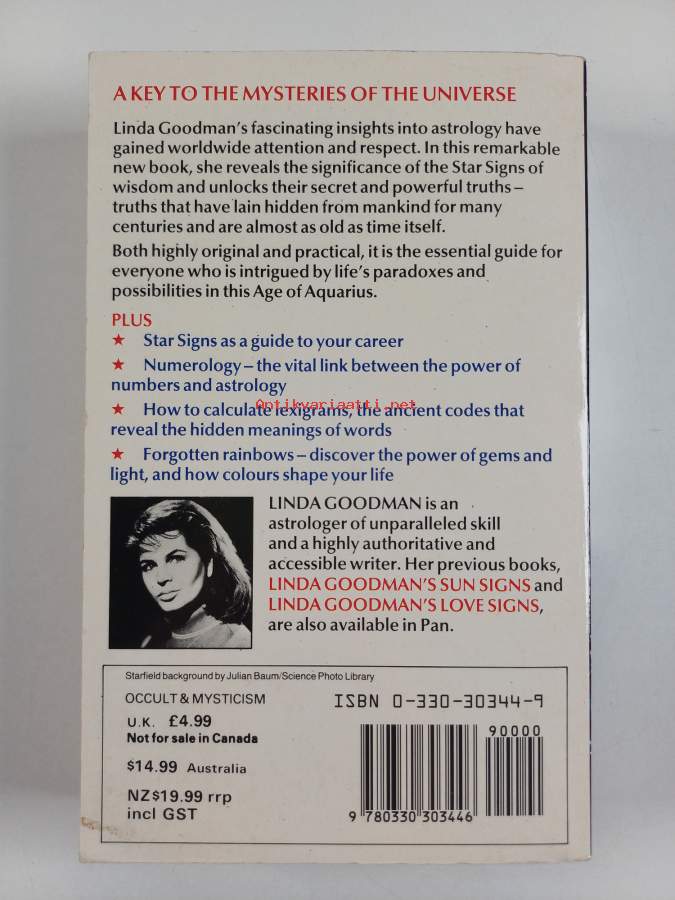 A KEY TO THE MYSTERIES OF THE UNIVERSE
Linda Goodman's fascinating insights into astrology have
gained worldwide attention and respect. In this remarkable
new book, she reveals the significance of the Star Signs of
wisdom and unlocks their secret and powerful truths –
truths that have lain hidden from mankind for many
centuries and are almost as old as time itself.
Both highly original and practical, it is the essential guide for
everyone who is intrigued by life's paradoxes and
possibilities in this Age of Aquarius.
PLUS
★ Star Signs as a guide to your career
★ Numerology – the vital link between the power of
numbers and astrology
★ How to calculate lexigrams, the ancient codes that
Antikvariaatti.net
reveal the hidden meanings of words
★ Forgotten rainbows – discover the power of gems and
light, and how colours shape your life
LINDA GOODMAN is an
astrologer of unparalleled skill
and a highly authoritative and
accessible writer. Her previous books,
LINDA GOODMAN'S SUN SIGNS and
LINDA GOODMAN'S LOVE SIGNS,
are also available in Pan.
Starfield background by Julian Baum/Science Photo Library
OCCULT & MYSTICISM
U.K. £4.99
Not for sale in Canada
$14.99 Australia
NZ$19.99 rrp
incl GST
ISBN 0-330-30344-9
90000
9 780330 303446